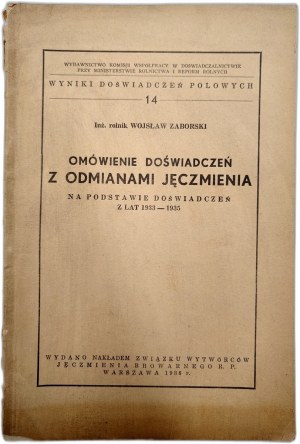 WYDAWNICTWO KOMISJI WSPÓŁPRACY W DOŚWIADCZALNICTWIE
PRZY MINISTERSTWIE ROLNICTWA I REFORM ROLNYCH
WYNIKI DOŚWIADCZEŃ POLOWYCH
14
Inż. rolnik WOJSŁAW ZABORSKI
OMÓWIENIE DOŚWIADCZEŃ
Z ODMIANAMI JĘCZMIENIA
NA PODSTAWIE DOŚWIADCZEŃ
Z LAT 1933 — 1935
WYDANO NAKŁADEM ZWIĄZKU WYTWÓRCÓW
JĘCZMIENIA BROWARNEGO R. P.
WARSZAWA 1936 r.